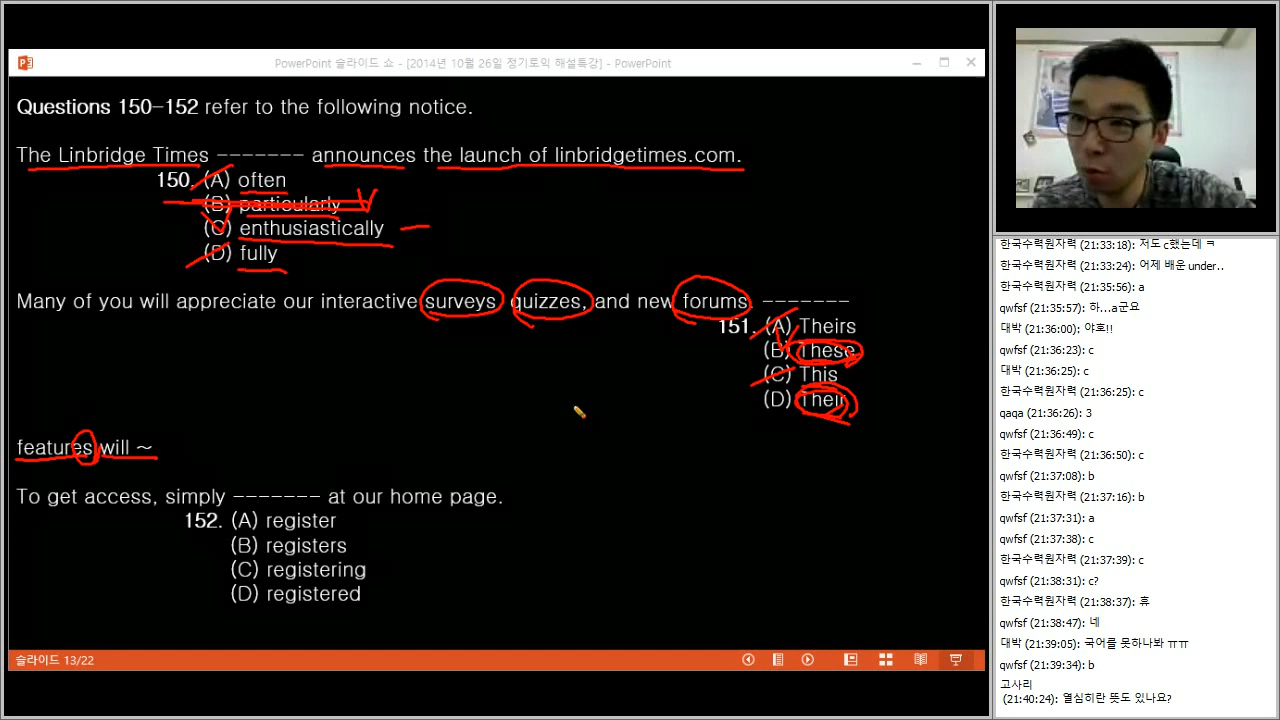 PowerPoint 슬라이드 쇼 - [2014년 10월 26일 정기토익 해설특강] - PowerPoint
Questions 150-152 refer to the following notice.
The Linbridge Times ------- announces the launch of linbridgetimes.com.
150. (A) often
(B) particularly
(C) enthusiastically
(D) fully
Many of you will appreciate our interactive surveys quizzes, and new forums. -------
151. (A) Theirs
(B) These
(C) This
(D) Their
features will ~
To get access, simply ------- at our home page.
152. (A) register
(B) registers
(C) registering
(D) registered
슬라이드 13/22
한국수력원자력 (21:33:18): 저도 c했는데 ㅋ
한국수력원자력 (21:33:24): 어제 배운 under..
한국수력원자력 (21:35:56): a
qwfsf (21:35:57): 하...a군요
대박 (21:36:00): 야호!!
qwfsf (21:36:23): c
대박 (21:36:25): c
한국수력원자력 (21:36:25): c
qaqa (21:36:26): 3
qwfsf (21:36:49): c
한국수력원자력 (21:36:50): c
qwfsf (21:37:08): b
한국수력원자력 (21:37:16): b
qwfsf (21:37:31): a
qwfsf (21:37:38): c
한국수력원자력 (21:37:39): c
qwfsf (21:38:31): c?
한국수력원자력 (21:38:37): 휴
qwfsf (21:38:47): 네
대박 (21:39:05): 국어를 못하나봐 ㅠㅠ
qwfsf (21:39:34): b
고사리
(21:40:24): 열심히란 뜻도 있나요?